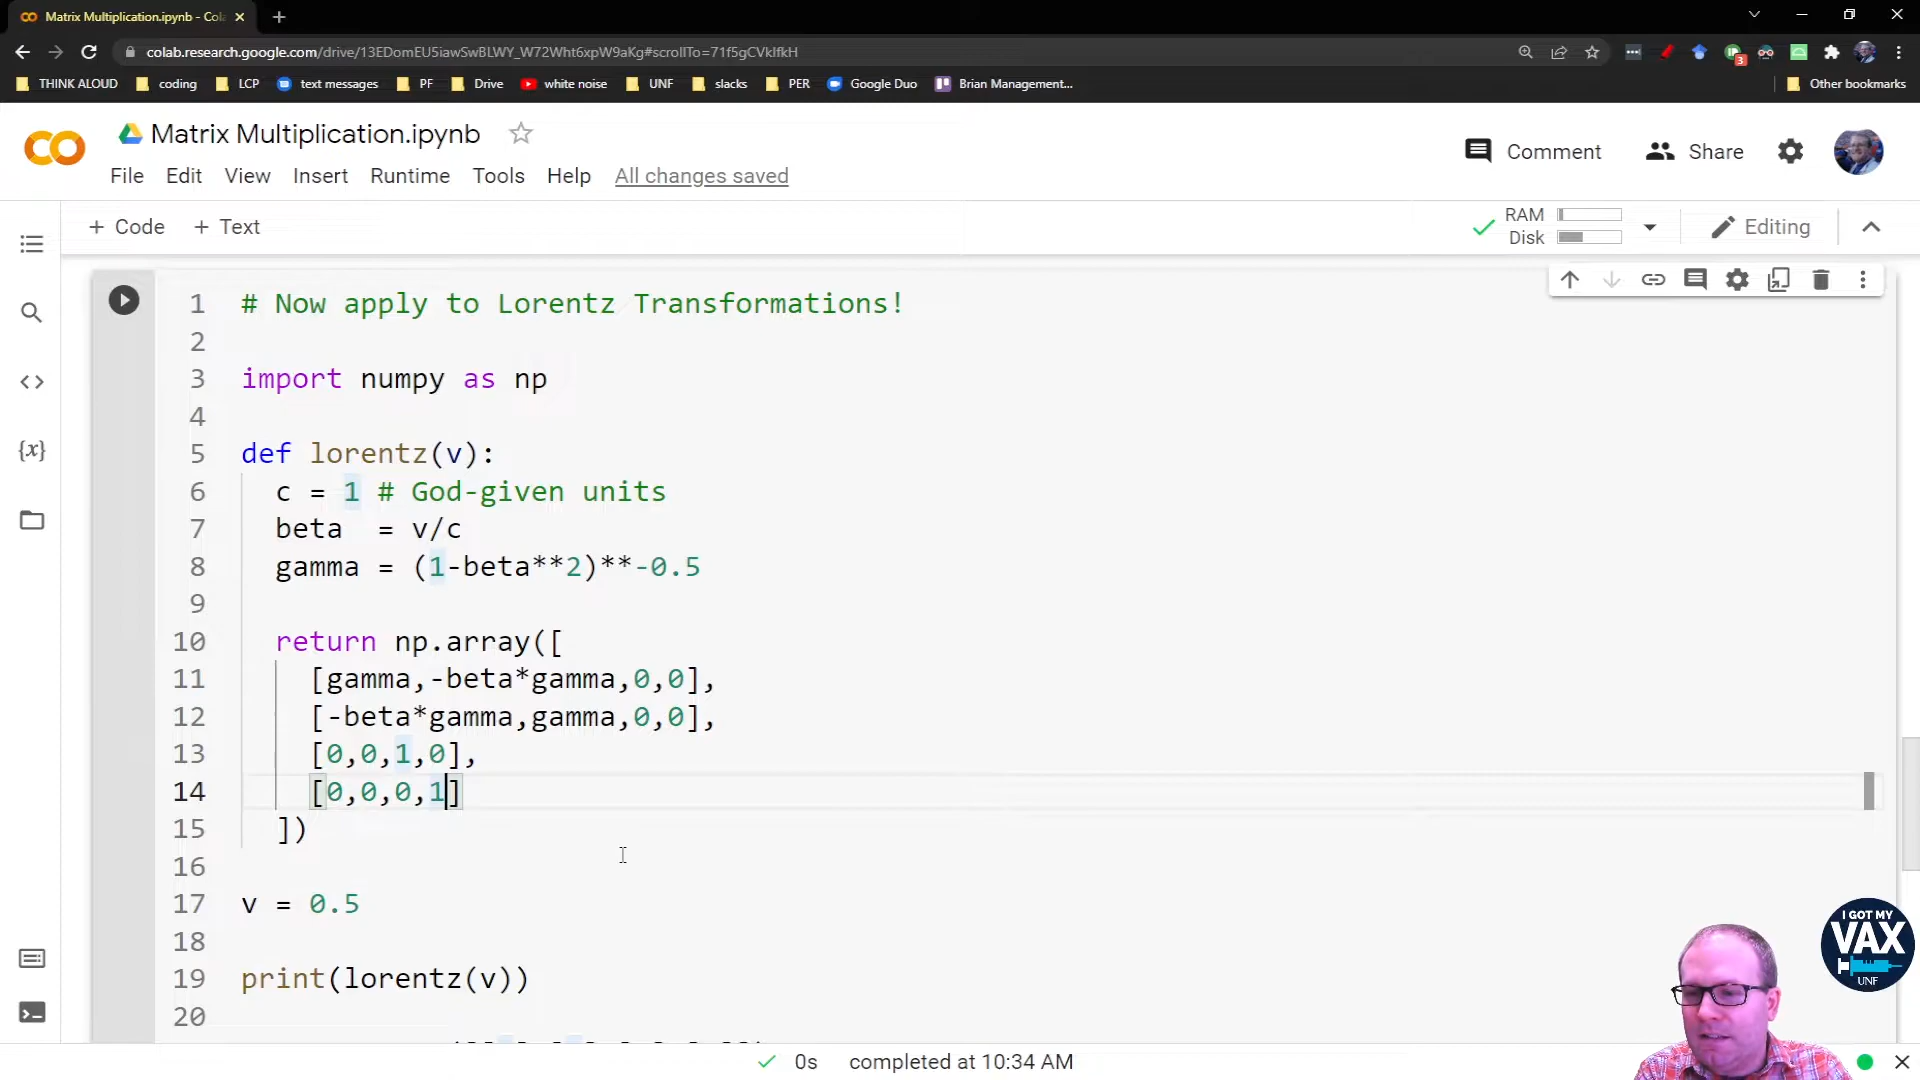 Matrix Multiplication.ipynb - Cola
colab.research.google.com/drive/13EDomEU5iawSwBLWY_W72Wht6xpW9aKg#scrollTo=71f5gCVkIfkH
3
THINK ALOUD coding LCP text messages PF Drive white noise UNF slacks PER Google Duo Brian Management... Other bookmarks
Matrix Multiplication.ipynb
Comment Share
File Edit View Insert Runtime Tools Help All changes saved
+ Code + Text
RAM
Disk
Editing
1 # Now apply to Lorentz Transformations!
2
3 import numpy as np
4
5 def lorentz(v):
6 c = 1 # God-given units
7 beta  = v/c
8 gamma = (1-beta**2)**-0.5
9
10 return np.array([
11 [gamma,-beta*gamma,0,0],
12 [-beta*gamma,gamma,0,0],
13 [0,0,1,0],
14 [0,0,0,1]
15 ])
16
17 v = 0.5
18
19 print(lorentz(v))
20
I GOT MY
VAX
UNF
0s completed at 10:34 AM